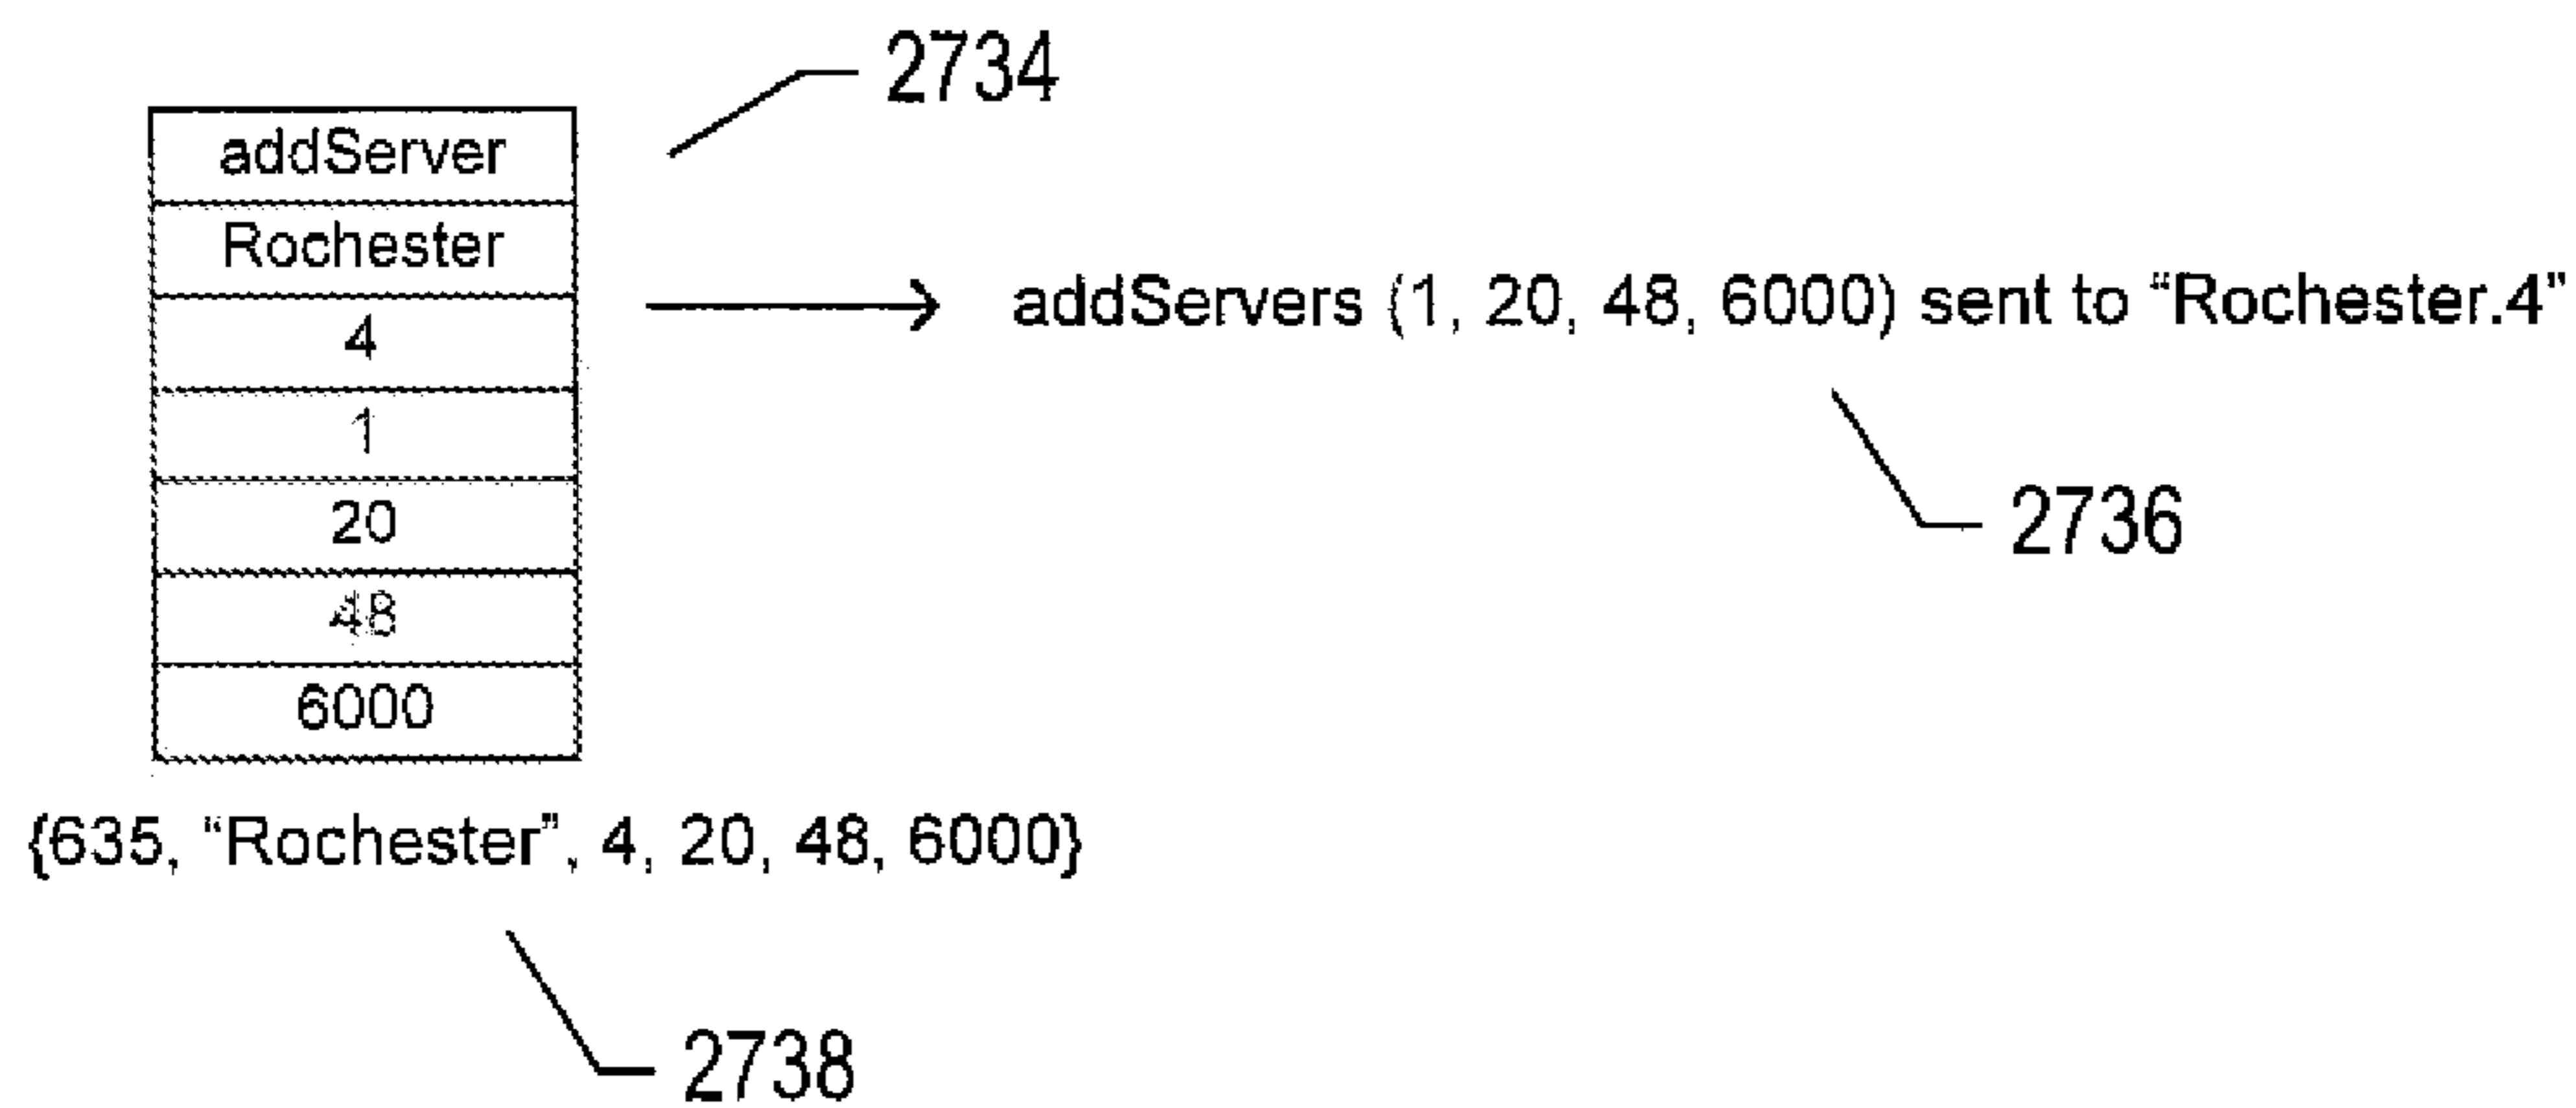 2734
addServer
Rochester
4
1
20
48
6000
addServers (1, 20, 48, 6000) sent to “Rochester.4”
2736
{635, “Rochester”, 4, 20, 48, 6000}
2738